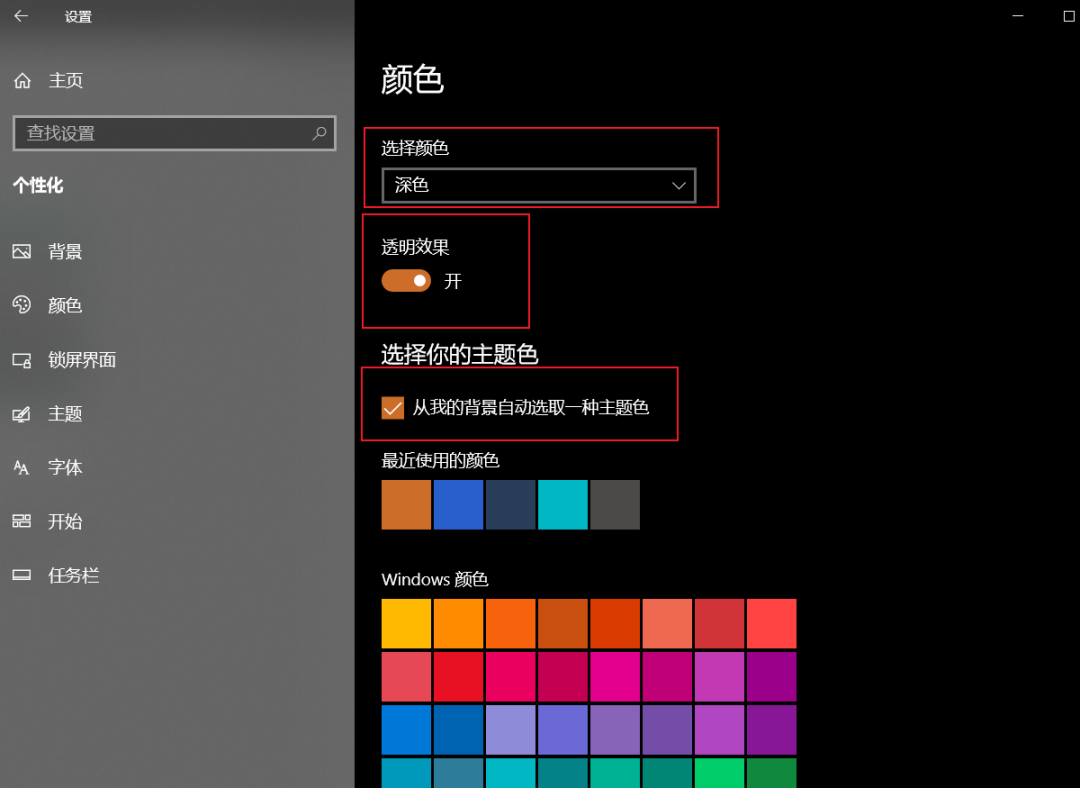 设置
主页
查找设置
个性化
背景
颜色
锁屏界面
主题
字体
开始
任务栏
颜色
选择颜色
深色
透明效果
开
选择你的主题色
从我的背景自动选取一种主题色
最近使用的颜色
Windows 颜色